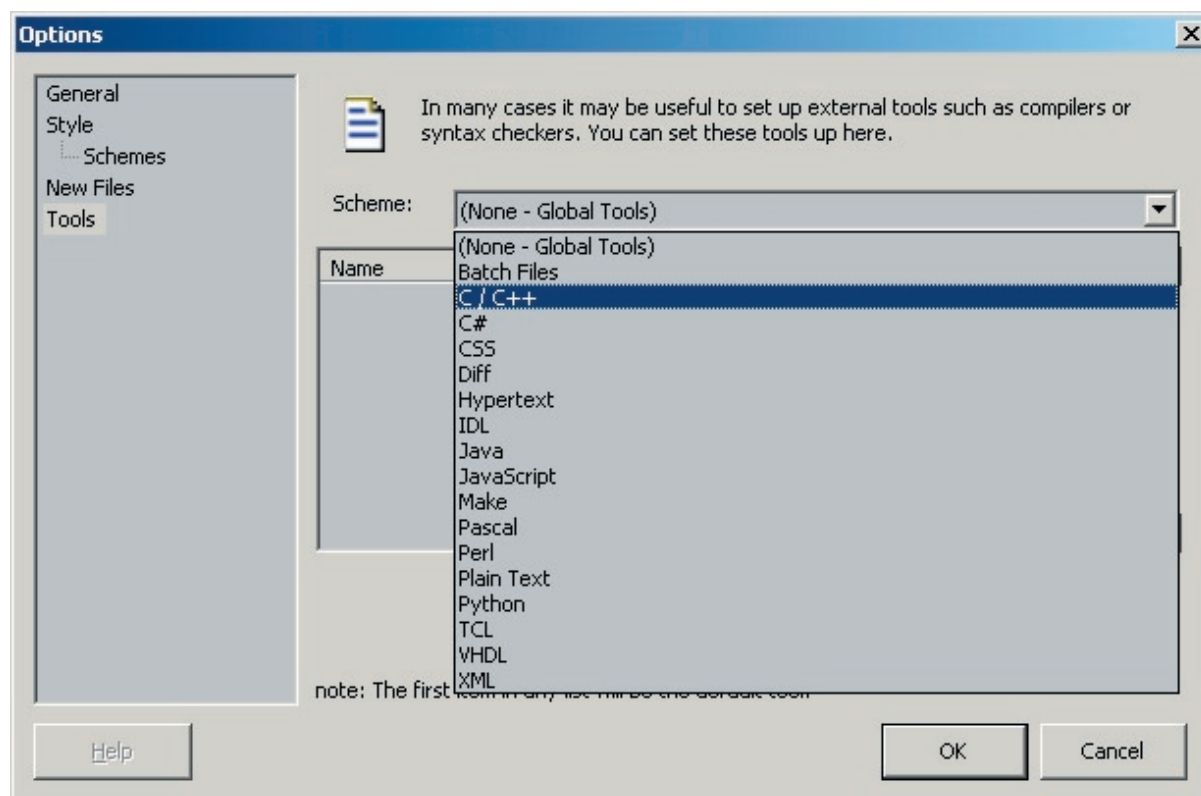 Options
General
Style
Schemes
New Files
Tools
In many cases it may be useful to set up external tools such as compilers or
syntax checkers. You can set these tools up here.
Scheme:
(None - Global Tools)
Name
(None - Global Tools)
Batch Files
C / C++
C#
CSS
Diff
Hypertext
IDL
Java
JavaScript
Make
Pascal
Perl
Plain Text
Python
TCL
VHDL
XML
note: The first
Help
OK
Cancel